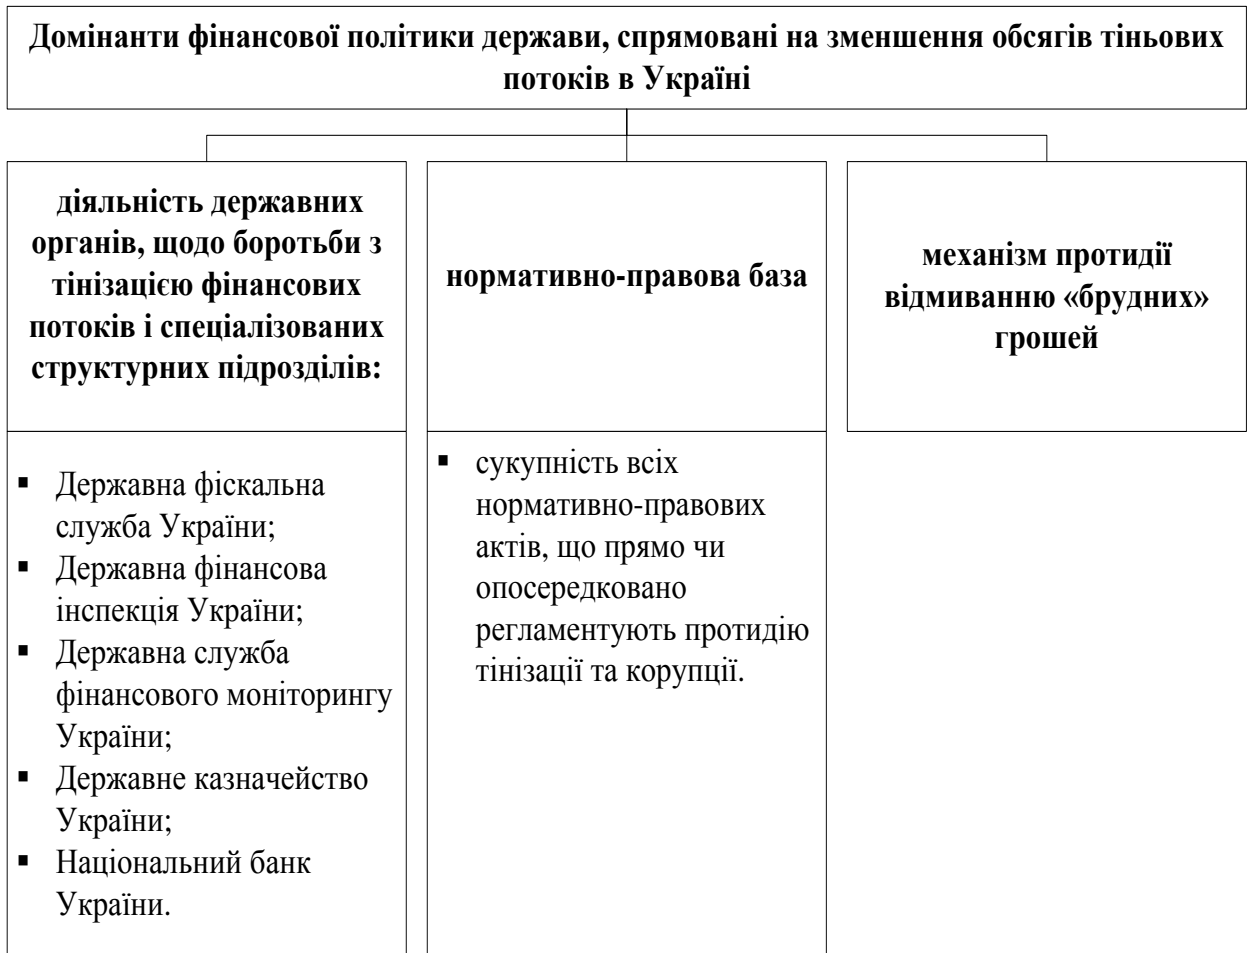 Домінанти фінансової політики держави, спрямовані на зменшення обсягів тіньових
потоків в Україні
діяльність державних
органів, щодо боротьби з
тінізацією фінансових
потоків і спеціалізованих
структурних підрозділів:
нормативно-правова база
механізм протидії
відмиванню «брудних»
грошей
▪ Державна фіскальна
служба України;
▪ Державна фінансова
інспекція України;
▪ Державна служба
фінансового моніторингу
України;
▪ Державне казначейство
України;
▪ Національний банк
України.
▪ сукупність всіх
нормативно-правових
актів, що прямо чи
опосередковано
регламентують протидію
тінізації та корупції.